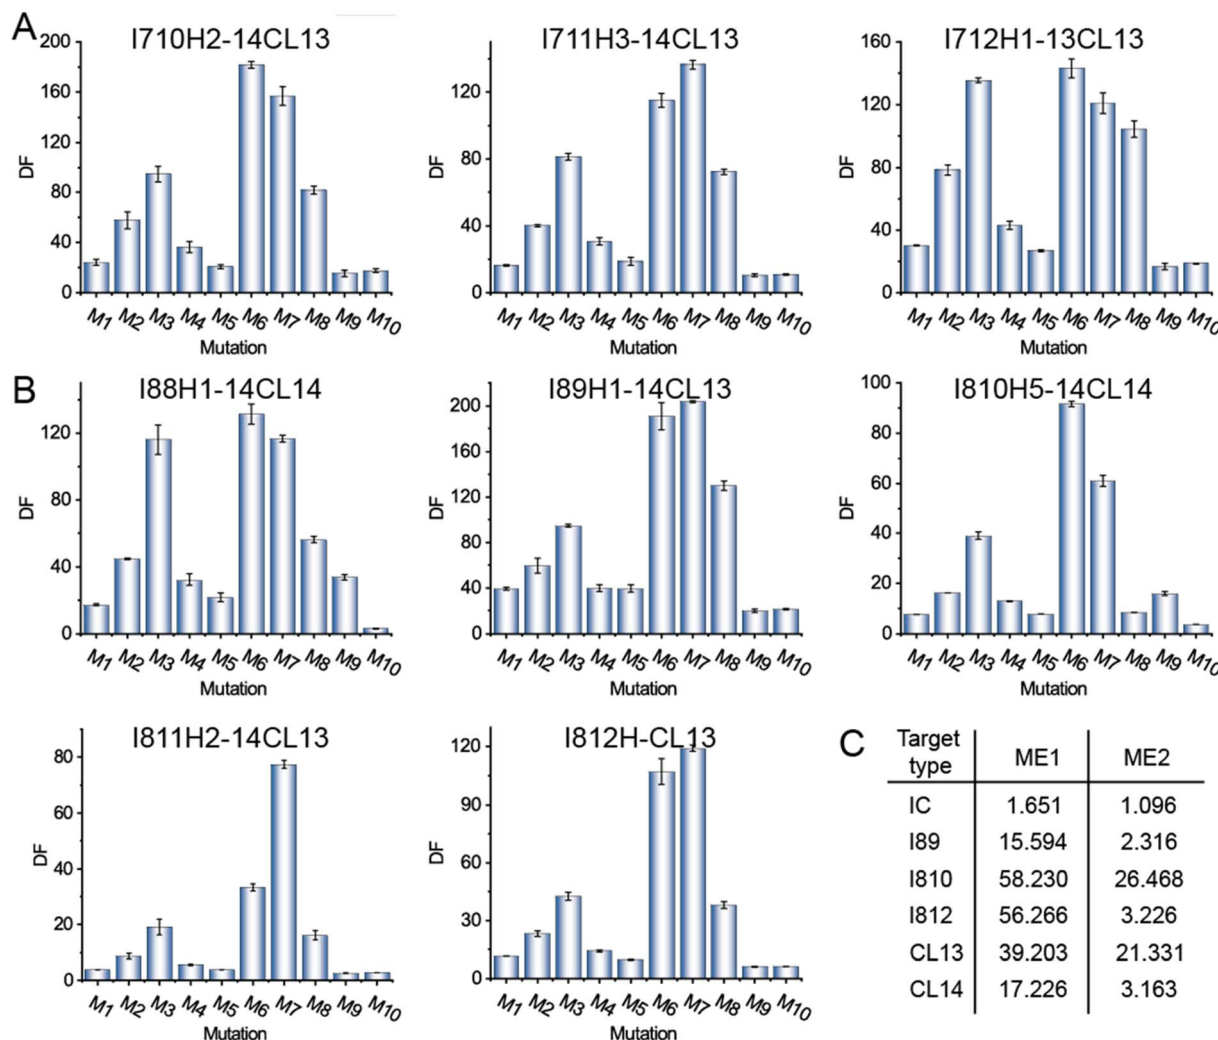 A
I710H2-14CL13
200
160
120
80
40
0
DF
M1 M2 M3 M4 M5 M6 M7 M8 M9 M10
Mutation
I711H3-14CL13
120
80
40
0
DF
M1 M2 M3 M4 M5 M6 M7 M8 M9 M10
Mutation
I712H1-13CL13
160
120
80
40
0
DF
M1 M2 M3 M4 M5 M6 M7 M8 M9 M10
Mutation
B
I88H1-14CL14
120
80
40
0
DF
M1 M2 M3 M4 M5 M6 M7 M8 M9 M10
Mutation
I89H1-14CL13
200
160
120
80
40
0
DF
M1 M2 M3 M4 M5 M6 M7 M8 M9 M10
Mutation
I810H5-14CL14
100
80
60
40
20
0
DF
M1 M2 M3 M4 M5 M6 M7 M8 M9 M10
Mutation
I811H2-14CL13
80
60
40
20
0
DF
M1 M2 M3 M4 M5 M6 M7 M8 M9 M10
Mutation
I812H-CL13
120
90
60
30
0
DF
M1 M2 M3 M4 M5 M6 M7 M8 M9 M10
Mutation
C
Target
type ME1 ME2
IC 1.651 1.096
I89 15.594 2.316
I810 58.230 26.468
I812 56.266 3.226
CL13 39.203 21.331
CL14 17.226 3.163